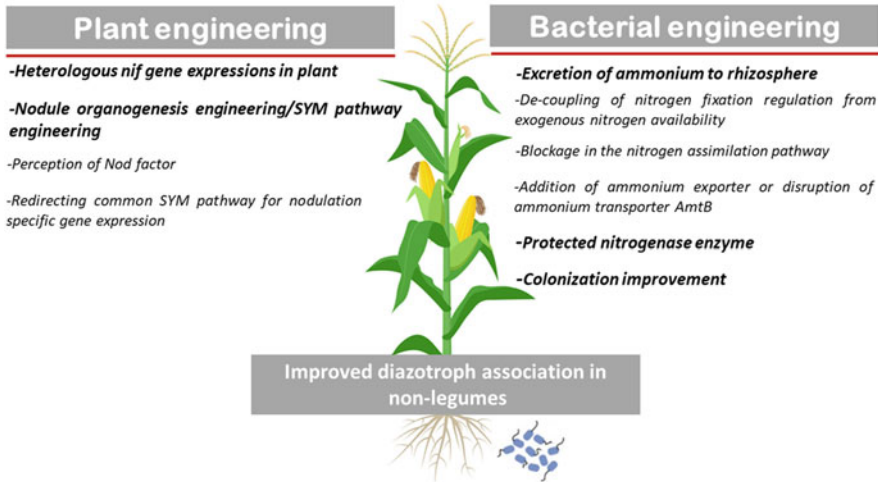 Plant engineering
-Heterologous nif gene expressions in plant
-Nodule organogenesis engineering/SYM pathway
engineering
-Perception of Nod factor
-Redirecting common SYM pathway for nodulation
specific gene expression
Bacterial engineering
-Excretion of ammonium to rhizosphere
-De-coupling of nitrogen fixation regulation from
exogenous nitrogen availability
-Blockage in the nitrogen assimilation pathway
-Addition of ammonium exporter or disruption of
ammonium transporter AmtB
-Protected nitrogenase enzyme
-Colonization improvement
Improved diazotroph association in
non-legumes